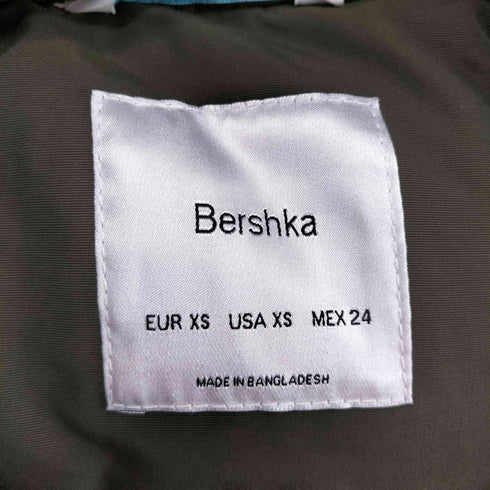 Bershka
EUR XS USA XS MEX 24
MADE IN BANGLADESH